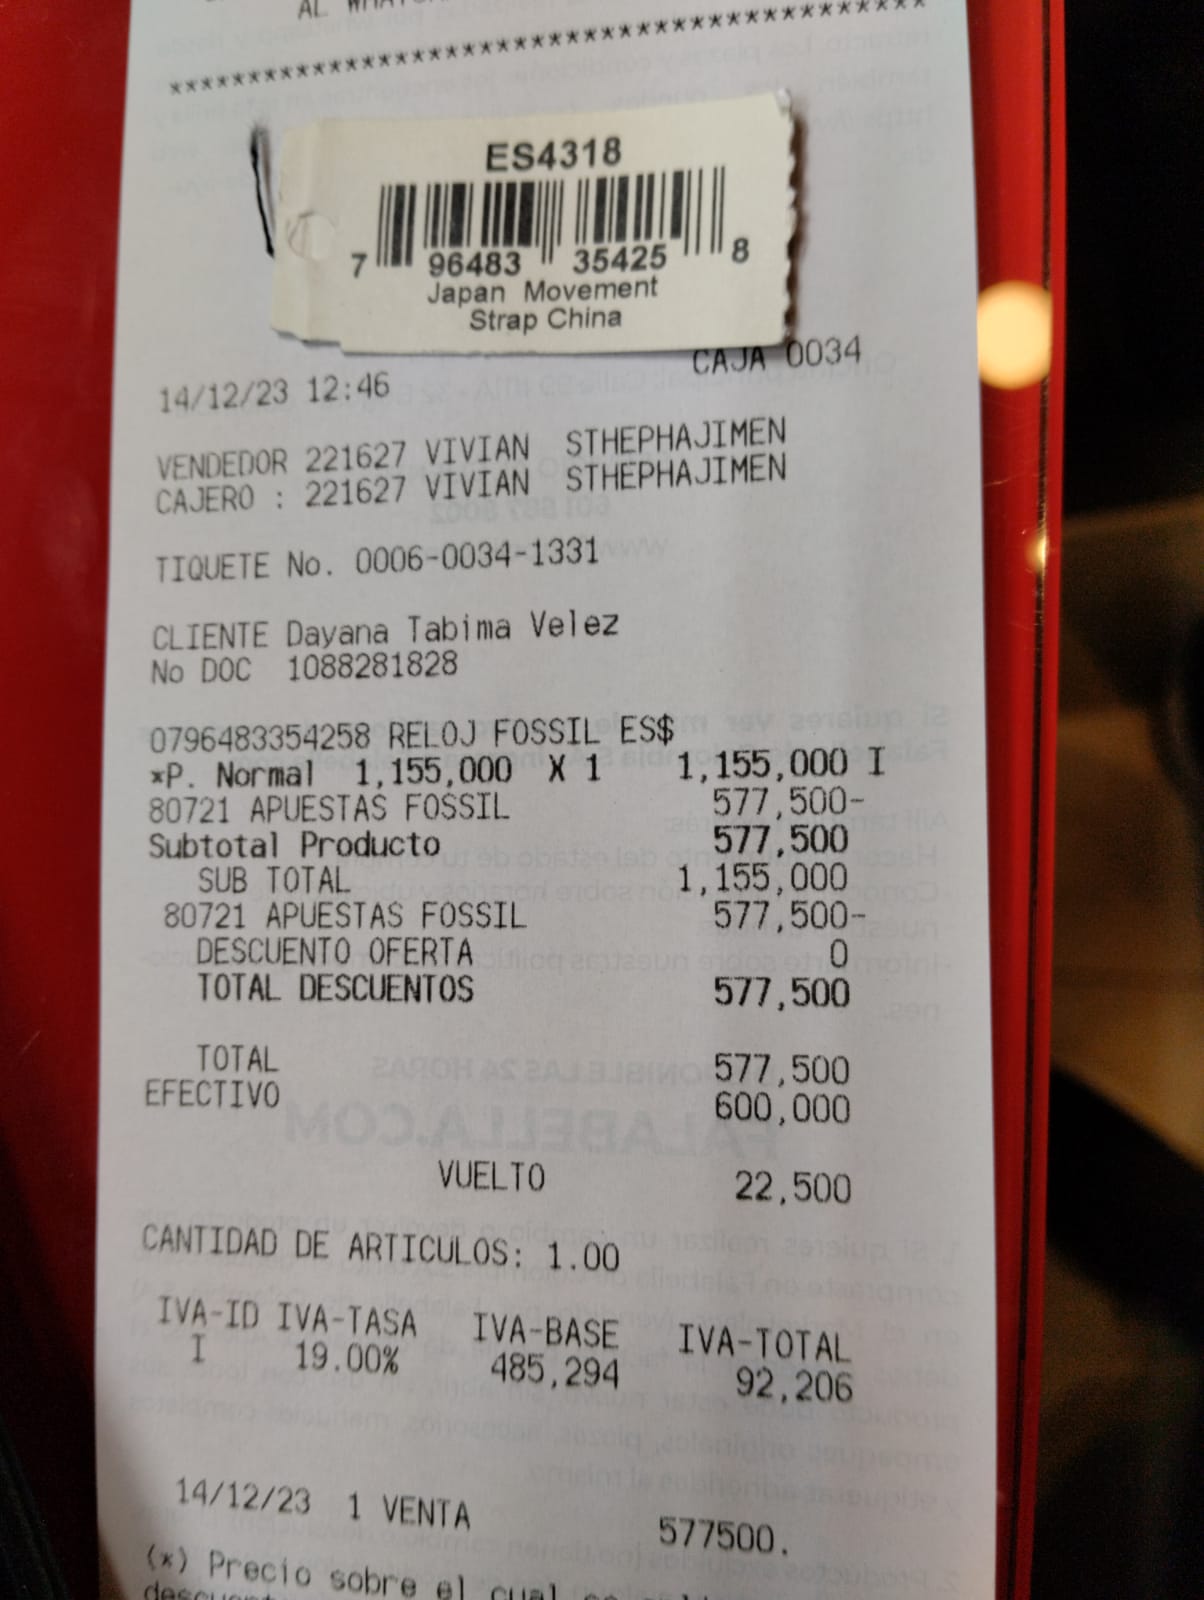 AL
****************************************
ES4318
7 96483 35425 8
Japan Movement
Strap China
CAJA 0034
14/12/23 12:46
VENDEDOR 221627 VIVIAN STHEPHAJIMEN
CAJERO : 221627 VIVIAN STHEPHAJIMEN
TIQUETE No. 0006-0034-1331
CLIENTE Dayana Tabima Velez
No DOC 1088281828
0796483354258 RELOJ FOSSIL ES$
*P. Normal 1,155,000 X 1 1,155,000 I
80721 APUESTAS FOSSIL 577,500-
Subtotal Producto 577,500
SUB TOTAL 1,155,000
80721 APUESTAS FOSSIL 577,500-
DESCUENTO OFERTA 0
TOTAL DESCUENTOS 577,500
TOTAL 577,500
EFECTIVO 600,000
VUELTO 22,500
CANTIDAD DE ARTICULOS: 1.00
IVA-ID IVA-TASA IVA-BASE IVA-TOTAL
I 19.00% 485,294 92,206
14/12/23 1 VENTA 577500.
(*) Precio sobre el cual